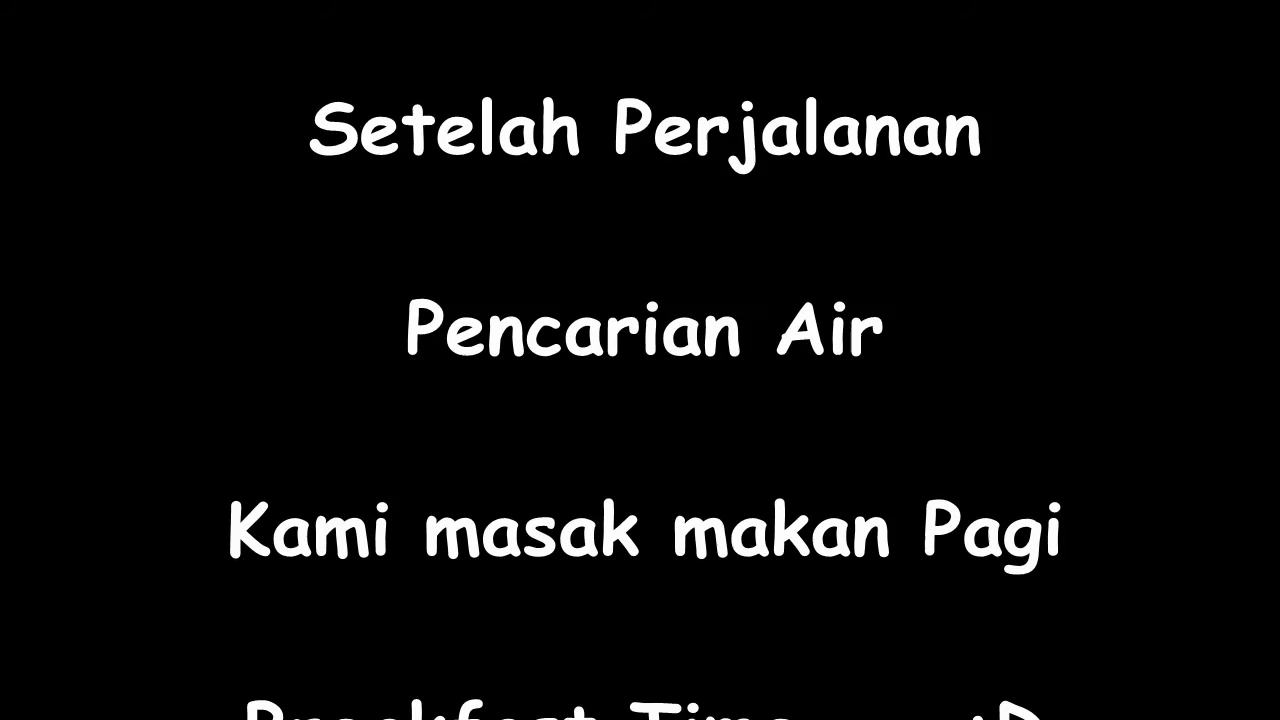 Setelah Perjalanan
Pencarian Air
Kami masak makan Pagi
Breakfast Time